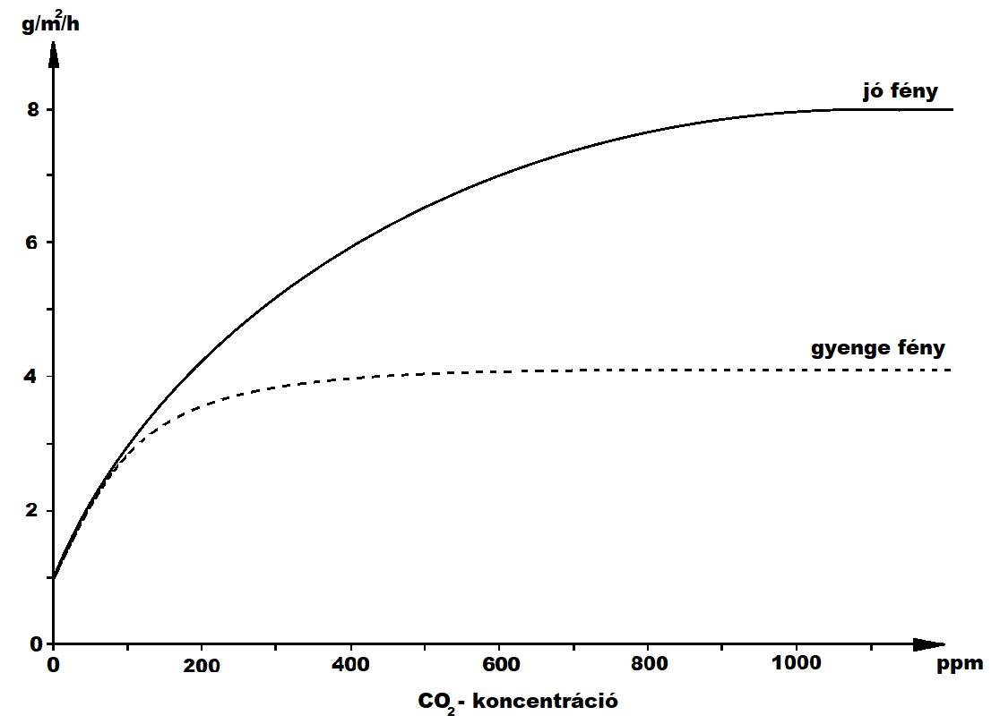 g/m²/h
8
jó fény
6
gyenge fény
4
2
0
0 200 400 600 800 1000 ppm
CO₂- koncentráció